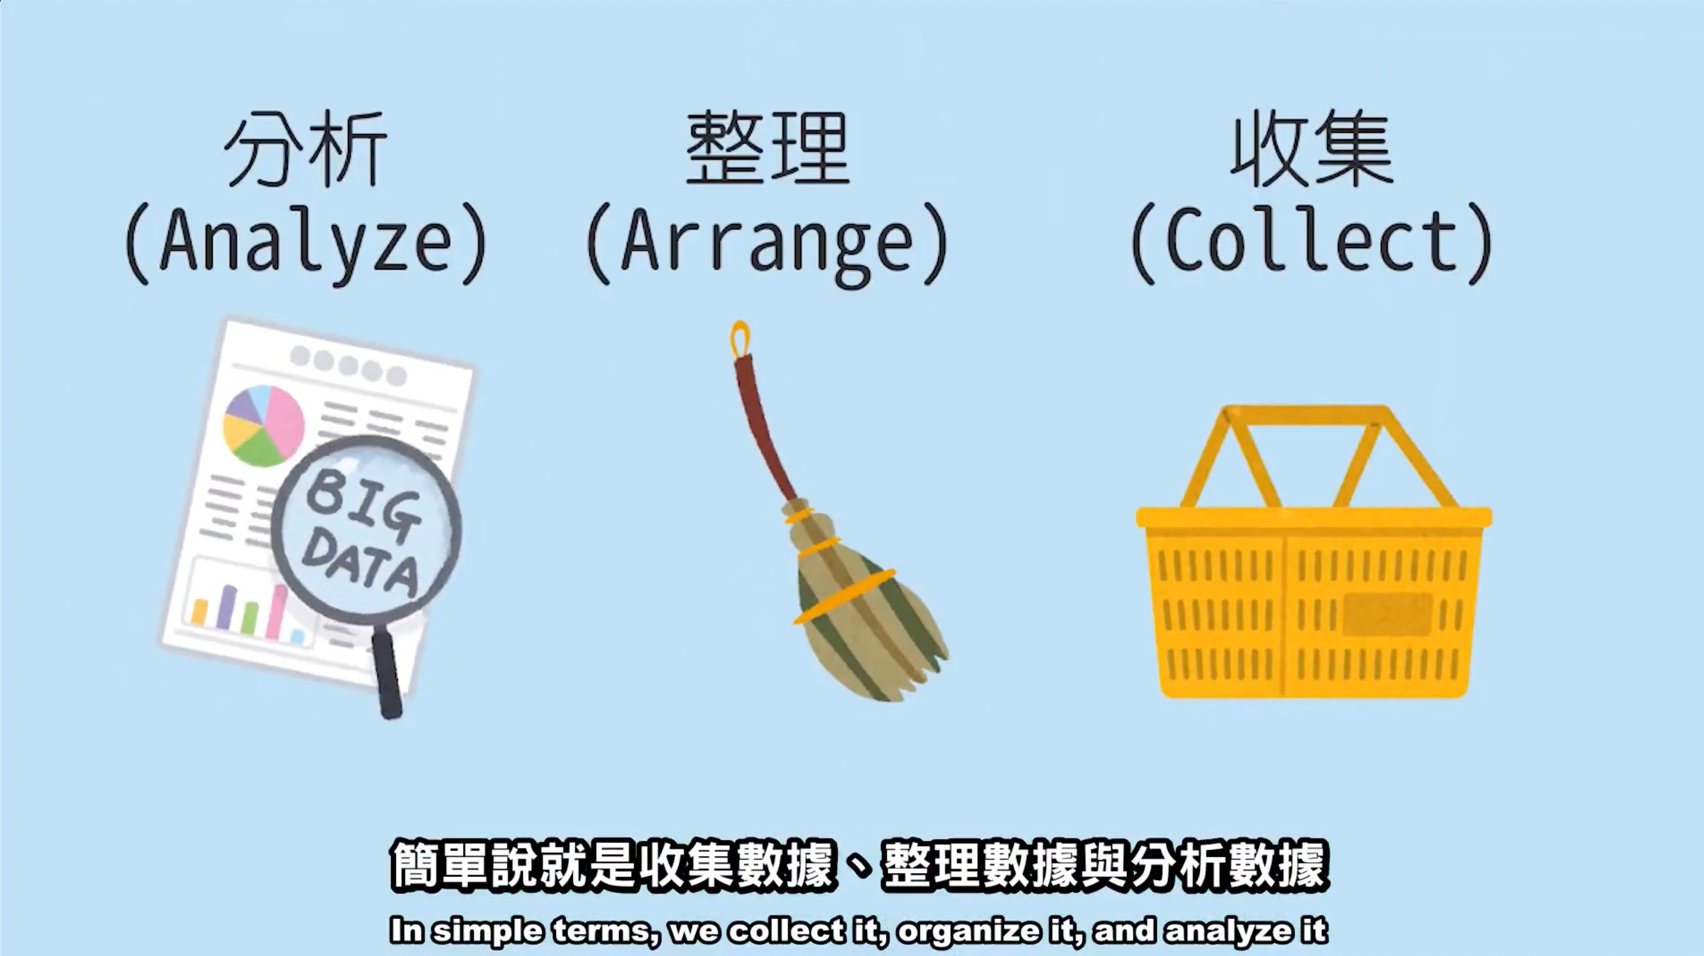 分析
(Analyze)
整理
(Arrange)
收集
(Collect)
BIG
DATA
簡單說就是收集數據、整理數據與分析數據
In simple terms, we collect it, organize it, and analyze it